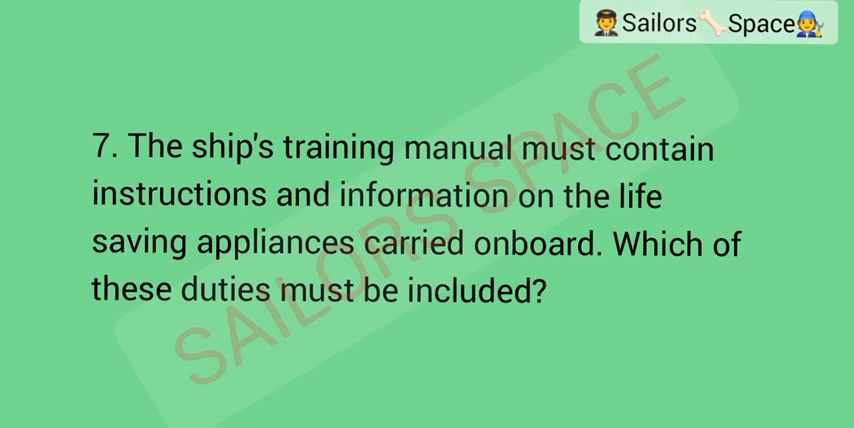 👨‍✈️Sailors🦴Space👨‍🔧
7. The ship's training manual must contain
instructions and information on the life
saving appliances carried onboard. Which of
these duties must be included?
SAILORS SPACE